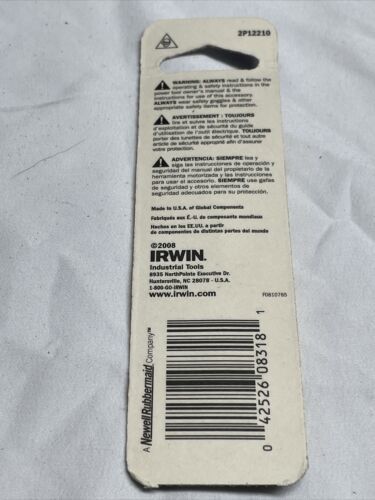 2P12210
WARNING: ALWAYS read & follow the
operating & safety instructions in the
power tool owner's manual & the
instructions for use of this accessory.
ALWAYS wear safety goggles & other
appropriate safety items for protection.
AVERTISSEMENT : TOUJOURS
lire et suivre les instructions
d'exploitation et de sécurité du guide
d'utilisation de l'outil électrique. TOUJOURS
porter des lunettes de sécurité et tout autre
article de sécurité approprié afin d'assurer
votre protection.
ADVERTENCIA: SIEMPRE lea y
siga las instrucciones de operación y
seguridad del manual del propietario de la
herramienta motorizada y las instrucciones
para usar el accesorio. SIEMPRE use gafas
de seguridad y otros elementos de
seguridad adecuados para su protección.
Made in U.S.A. of Global Components
Fabriqués aux É.-U. de composants mondiaux
Hechos en los EE.UU. a partir
de componentes de distintas partes del mundo
©2008
IRWIN.
Industrial Tools
8935 NorthPointe Executive Dr.
Huntersville, NC 28078 - U.S.A.
1-800-GO-IRWIN
www.irwin.com
F0810765
A Newell Rubbermaid Company™
0 42526 08318 1